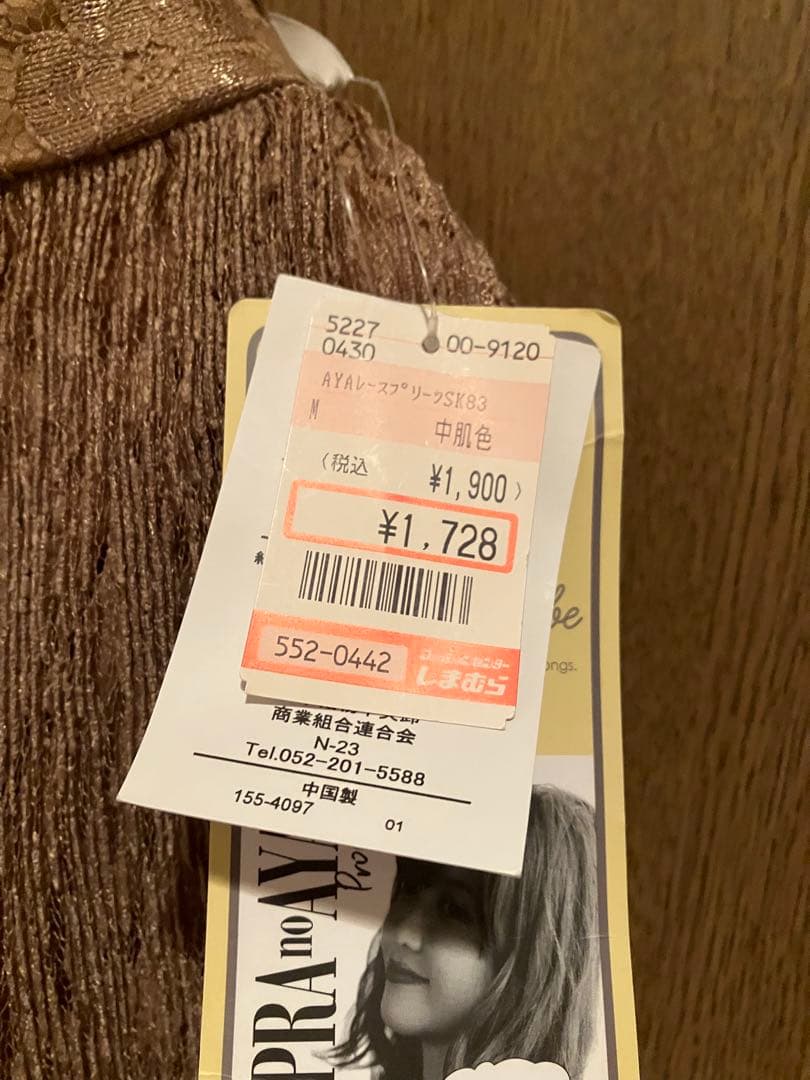 5227
0430
00-9120
AYAﾚｰｽﾌﾟﾘｰﾂSK83
M
中肌色
(税込
¥1,900)
¥1,728
552-0442
しまむら
be
ongs.
商業組合連合会
N-23
Tel.052-201-5588
中国製
155-4097
01
PRA no AYA